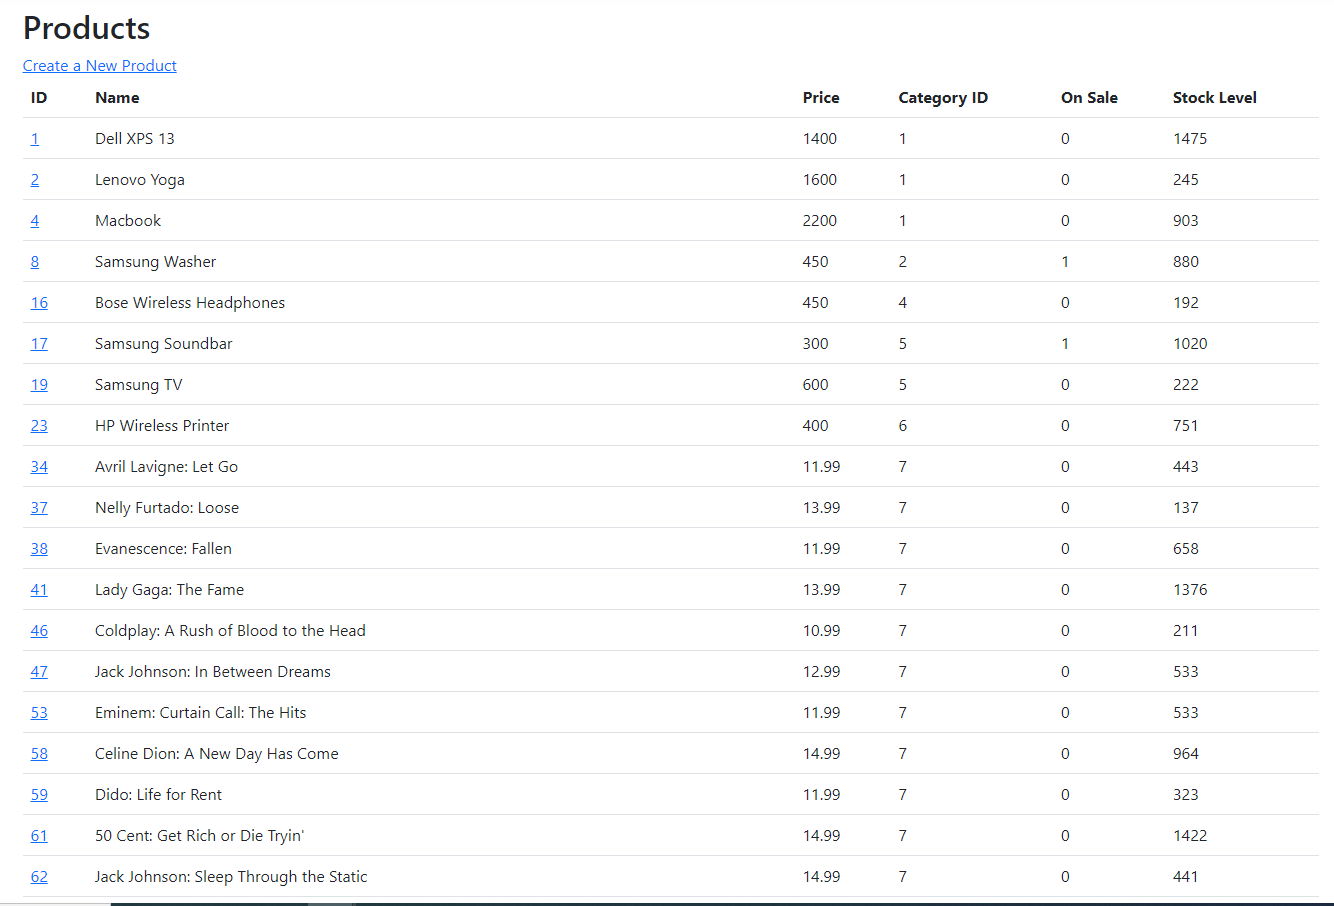 Products
Create a New Product
ID Name Price Category ID On Sale Stock Level
1 Dell XPS 13 1400 1 0 1475
2 Lenovo Yoga 1600 1 0 245
4 Macbook 2200 1 0 903
8 Samsung Washer 450 2 1 880
16 Bose Wireless Headphones 450 4 0 192
17 Samsung Soundbar 300 5 1 1020
19 Samsung TV 600 5 0 222
23 HP Wireless Printer 400 6 0 751
34 Avril Lavigne: Let Go 11.99 7 0 443
37 Nelly Furtado: Loose 13.99 7 0 137
38 Evanescence: Fallen 11.99 7 0 658
41 Lady Gaga: The Fame 13.99 7 0 1376
46 Coldplay: A Rush of Blood to the Head 10.99 7 0 211
47 Jack Johnson: In Between Dreams 12.99 7 0 533
53 Eminem: Curtain Call: The Hits 11.99 7 0 533
58 Celine Dion: A New Day Has Come 14.99 7 0 964
59 Dido: Life for Rent 11.99 7 0 323
61 50 Cent: Get Rich or Die Tryin' 14.99 7 0 1422
62 Jack Johnson: Sleep Through the Static 14.99 7 0 441